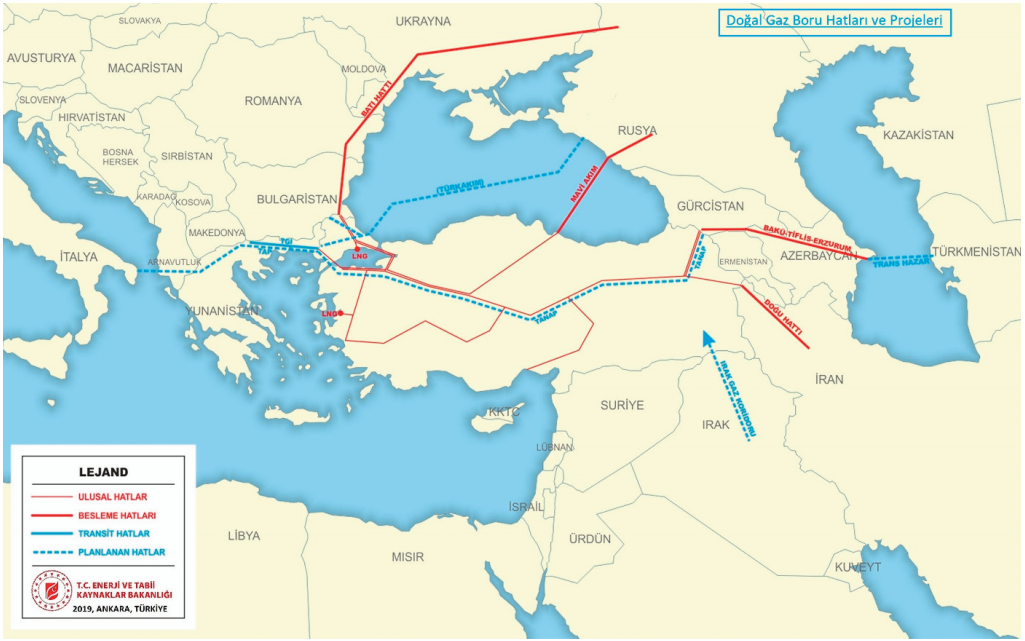 Doğal Gaz Boru Hatları ve Projeleri
SLOVAKYA
UKRAYNA
AVUSTURYA
MACARİSTAN
MOLDOVA
SLOVENYA
HIRVATİSTAN
ROMANYA
BATI HATTI
RUSYA
KAZAKİSTAN
BOSNA
HERSEK
SIRBİSTAN
(TÜRKAKIM)
MAVİ AKIM
KARADAĞ
KOSOVA
BULGARİSTAN
GÜRCİSTAN
MAKEDONYA
TGI
TAP
BAKÜ-TİFLİS-ERZURUM
İTALYA
ARNAVUTLUK
LNG
TANAP
ERMENİSTAN
AZERBAYCAN
TRANS HAZAR
TÜRKMENİSTAN
YUNANİSTAN
LNG
TANAP
DOĞU HATTI
İRAN
IRAK GAZ KORİDORU
KKTC
SURİYE
IRAK
LÜBNAN
İSRAİL
LİBYA
MISIR
ÜRDÜN
KUVEYT
LEJAND
ULUSAL HATLAR
BESLEME HATLARI
TRANSİT HATLAR
PLANLANAN HATLAR
T.C. ENERJİ VE TABİİ
KAYNAKLAR BAKANLIĞI
2019, ANKARA, TÜRKİYE